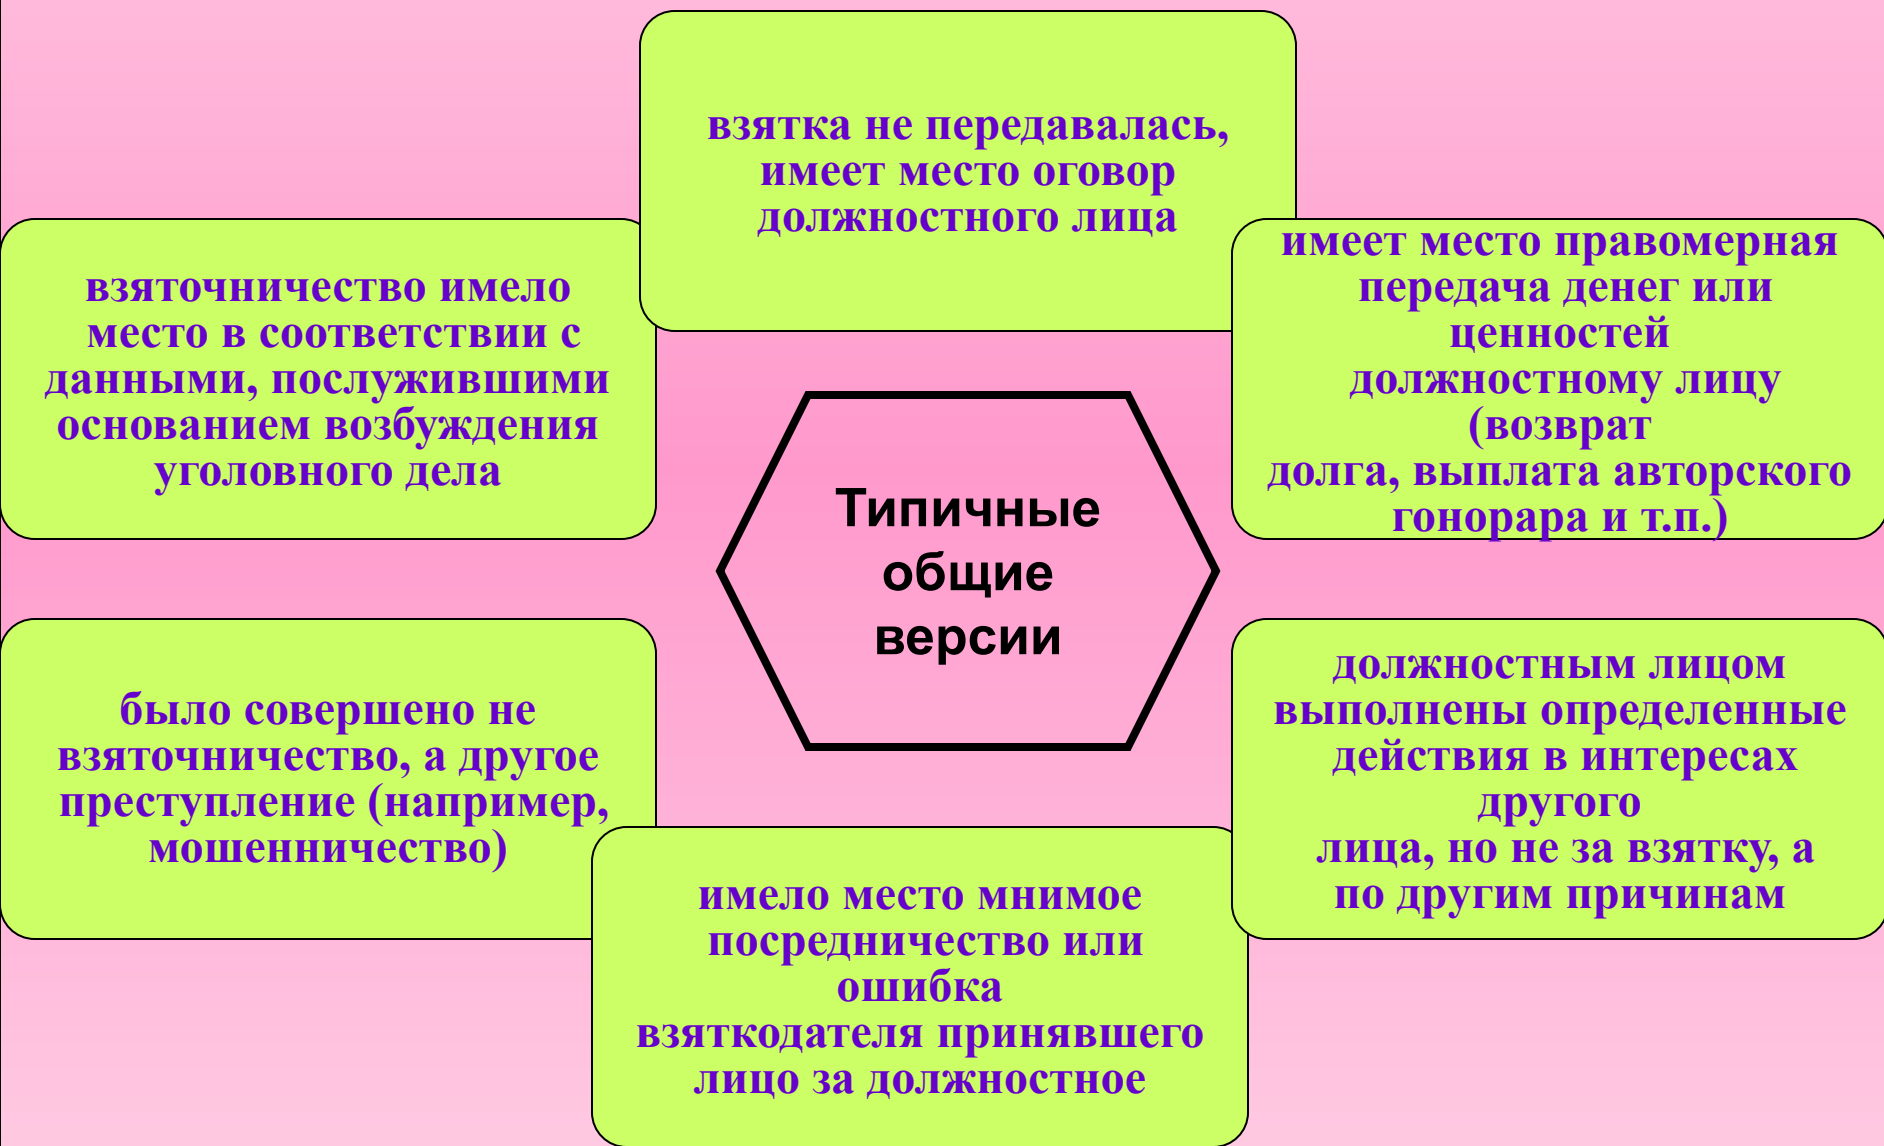 взятка не передавалась,
имеет место оговор
должностного лица
взяточничество имело
место в соответствии с
данными, послужившими
основанием возбуждения
уголовного дела
имеет место правомерная
передача денег или
ценностей
должностному лицу
(возврат
долга, выплата авторского
гонорара и т.п.)
Типичные
общие
версии
было совершено не
взяточничество, а другое
преступление (например,
мошенничество)
должностным лицом
выполнены определенные
действия в интересах
другого
лица, но не за взятку, а
по другим причинам
имело место мнимое
посредничество или
ошибка
взяткодателя принявшего
лицо за должностное